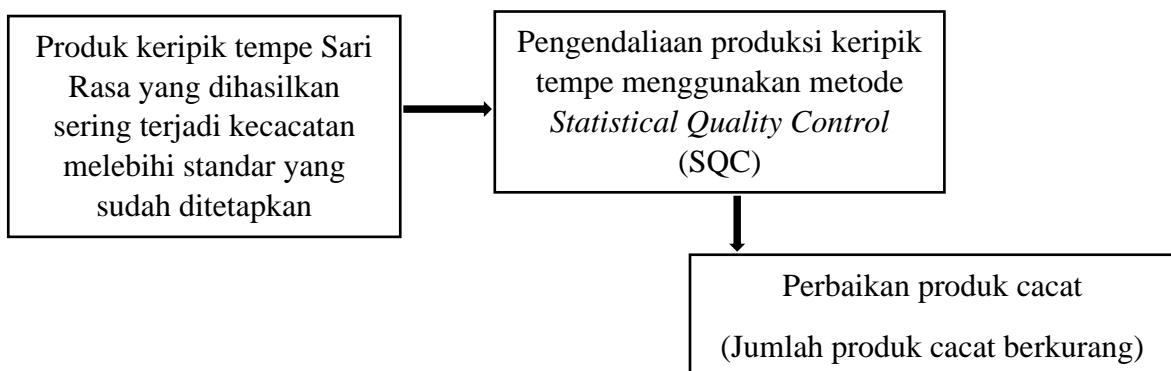 Produk keripik tempe Sari
Rasa yang dihasilkan
sering terjadi kecacatan
melebihi standar yang
sudah ditetapkan
Pengendaliaan produksi keripik
tempe menggunakan metode
Statistical Quality Control
(SQC)
Perbaikan produk cacat
(Jumlah produk cacat berkurang)